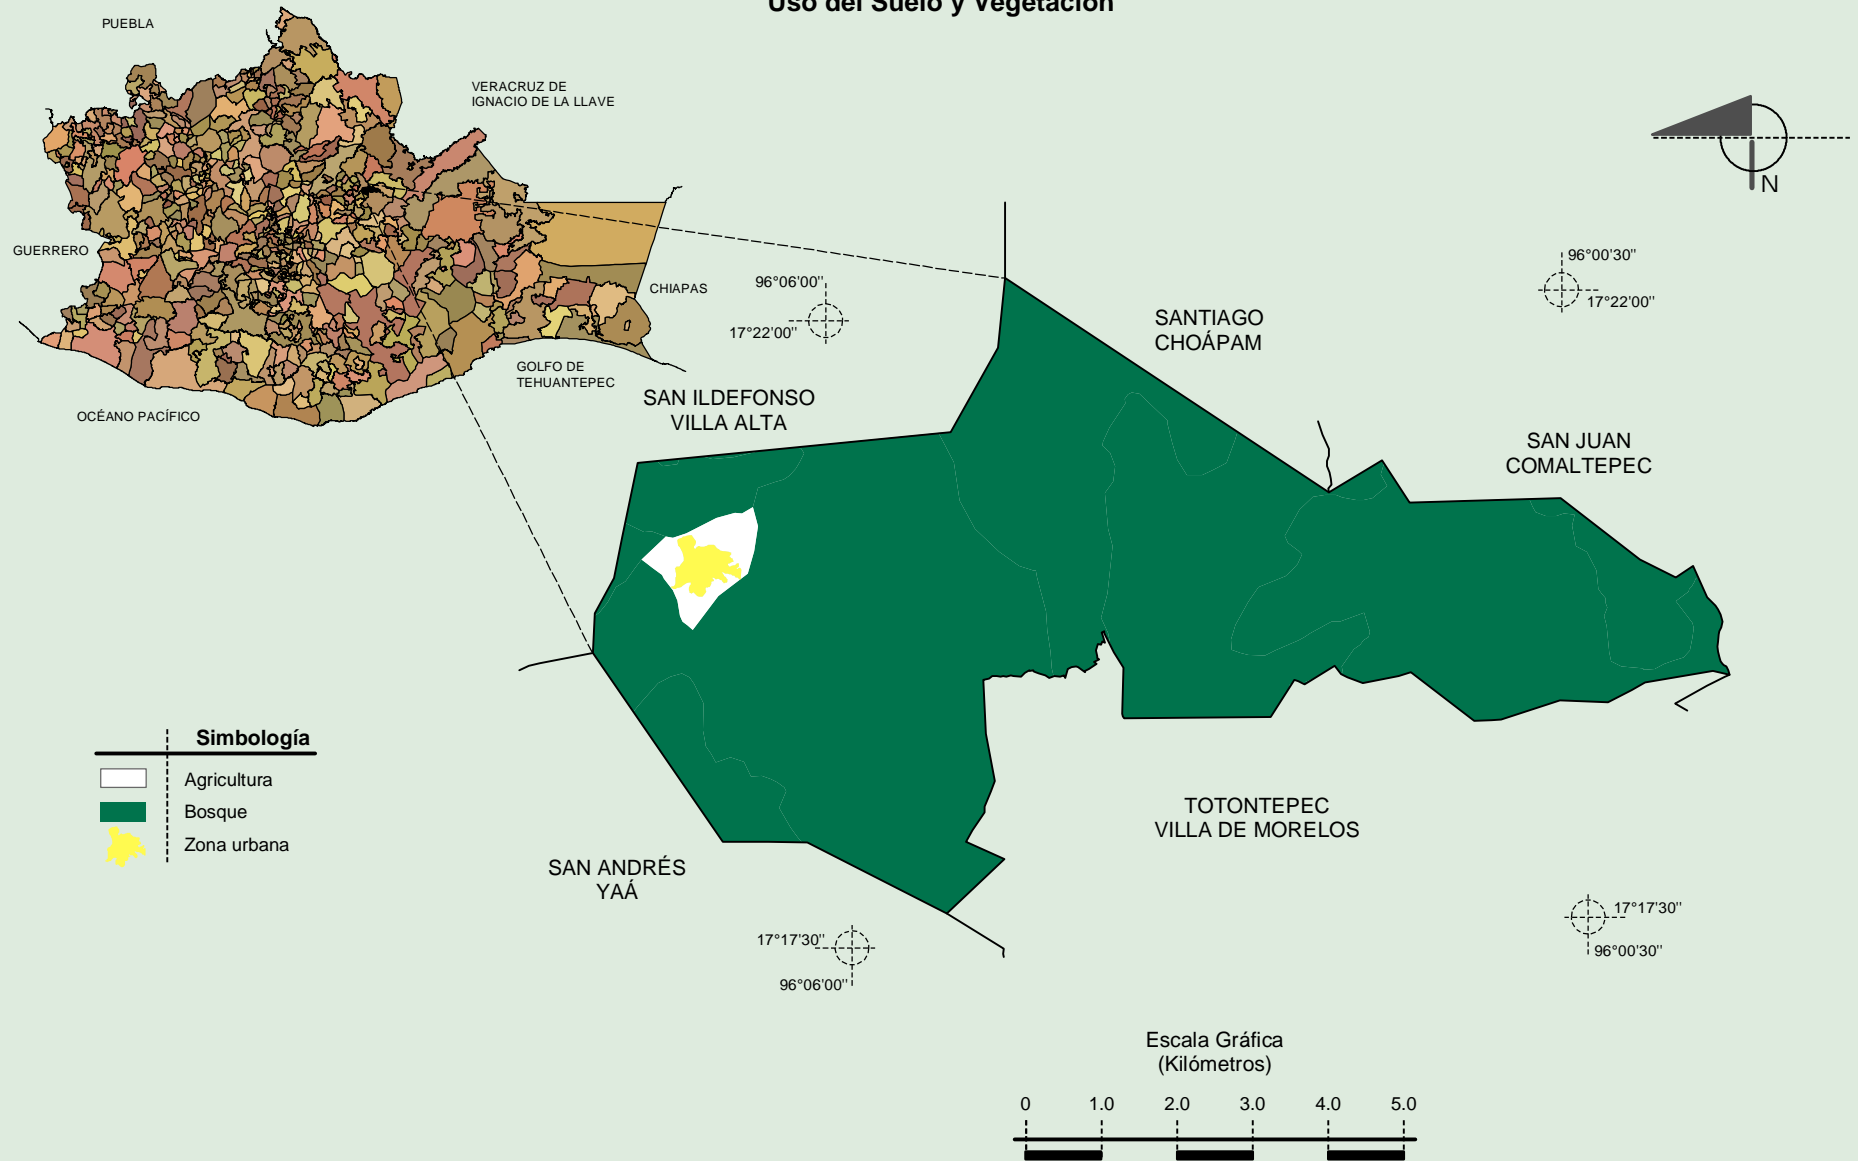 Uso del Suelo y Vegetación
PUEBLA
VERACRUZ DE
IGNACIO DE LA LLAVE
N
GUERRERO
CHIAPAS
GOLFO DE
TEHUANTEPEC
OCÉANO PACÍFICO
96°06'00''
17°22'00''
96°00'30''
17°22'00''
SANTIAGO
CHOÁPAM
SAN ILDEFONSO
VILLA ALTA
SAN JUAN
COMALTEPEC
Simbología
Agricultura
Bosque
Zona urbana
TOTONTEPEC
VILLA DE MORELOS
SAN ANDRÉS
YAÁ
17°17'30''
96°06'00''
17°17'30''
96°00'30''
Escala Gráfica
(Kilómetros)
0 1.0 2.0 3.0 4.0 5.0